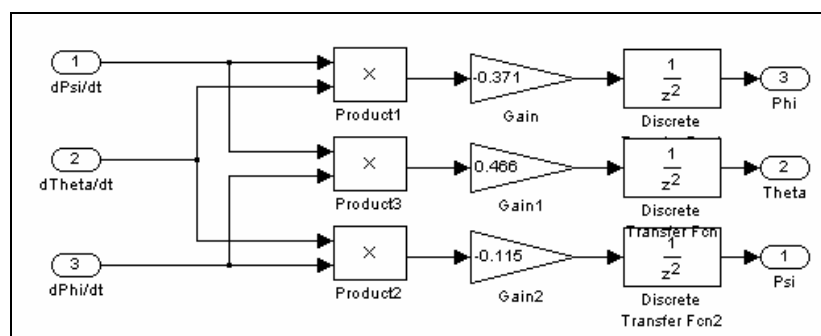 1
dPsi/dt
×
Product1
-0.371
Gain
1
z2
Discrete
3
Phi
2
dTheta/dt
×
Product3
0.466
Gain1
1
z2
Discrete
Transfer Fcn
2
Theta
3
dPhi/dt
×
Product2
-0.115
Gain2
1
z2
Discrete
Transfer Fcn2
1
Psi